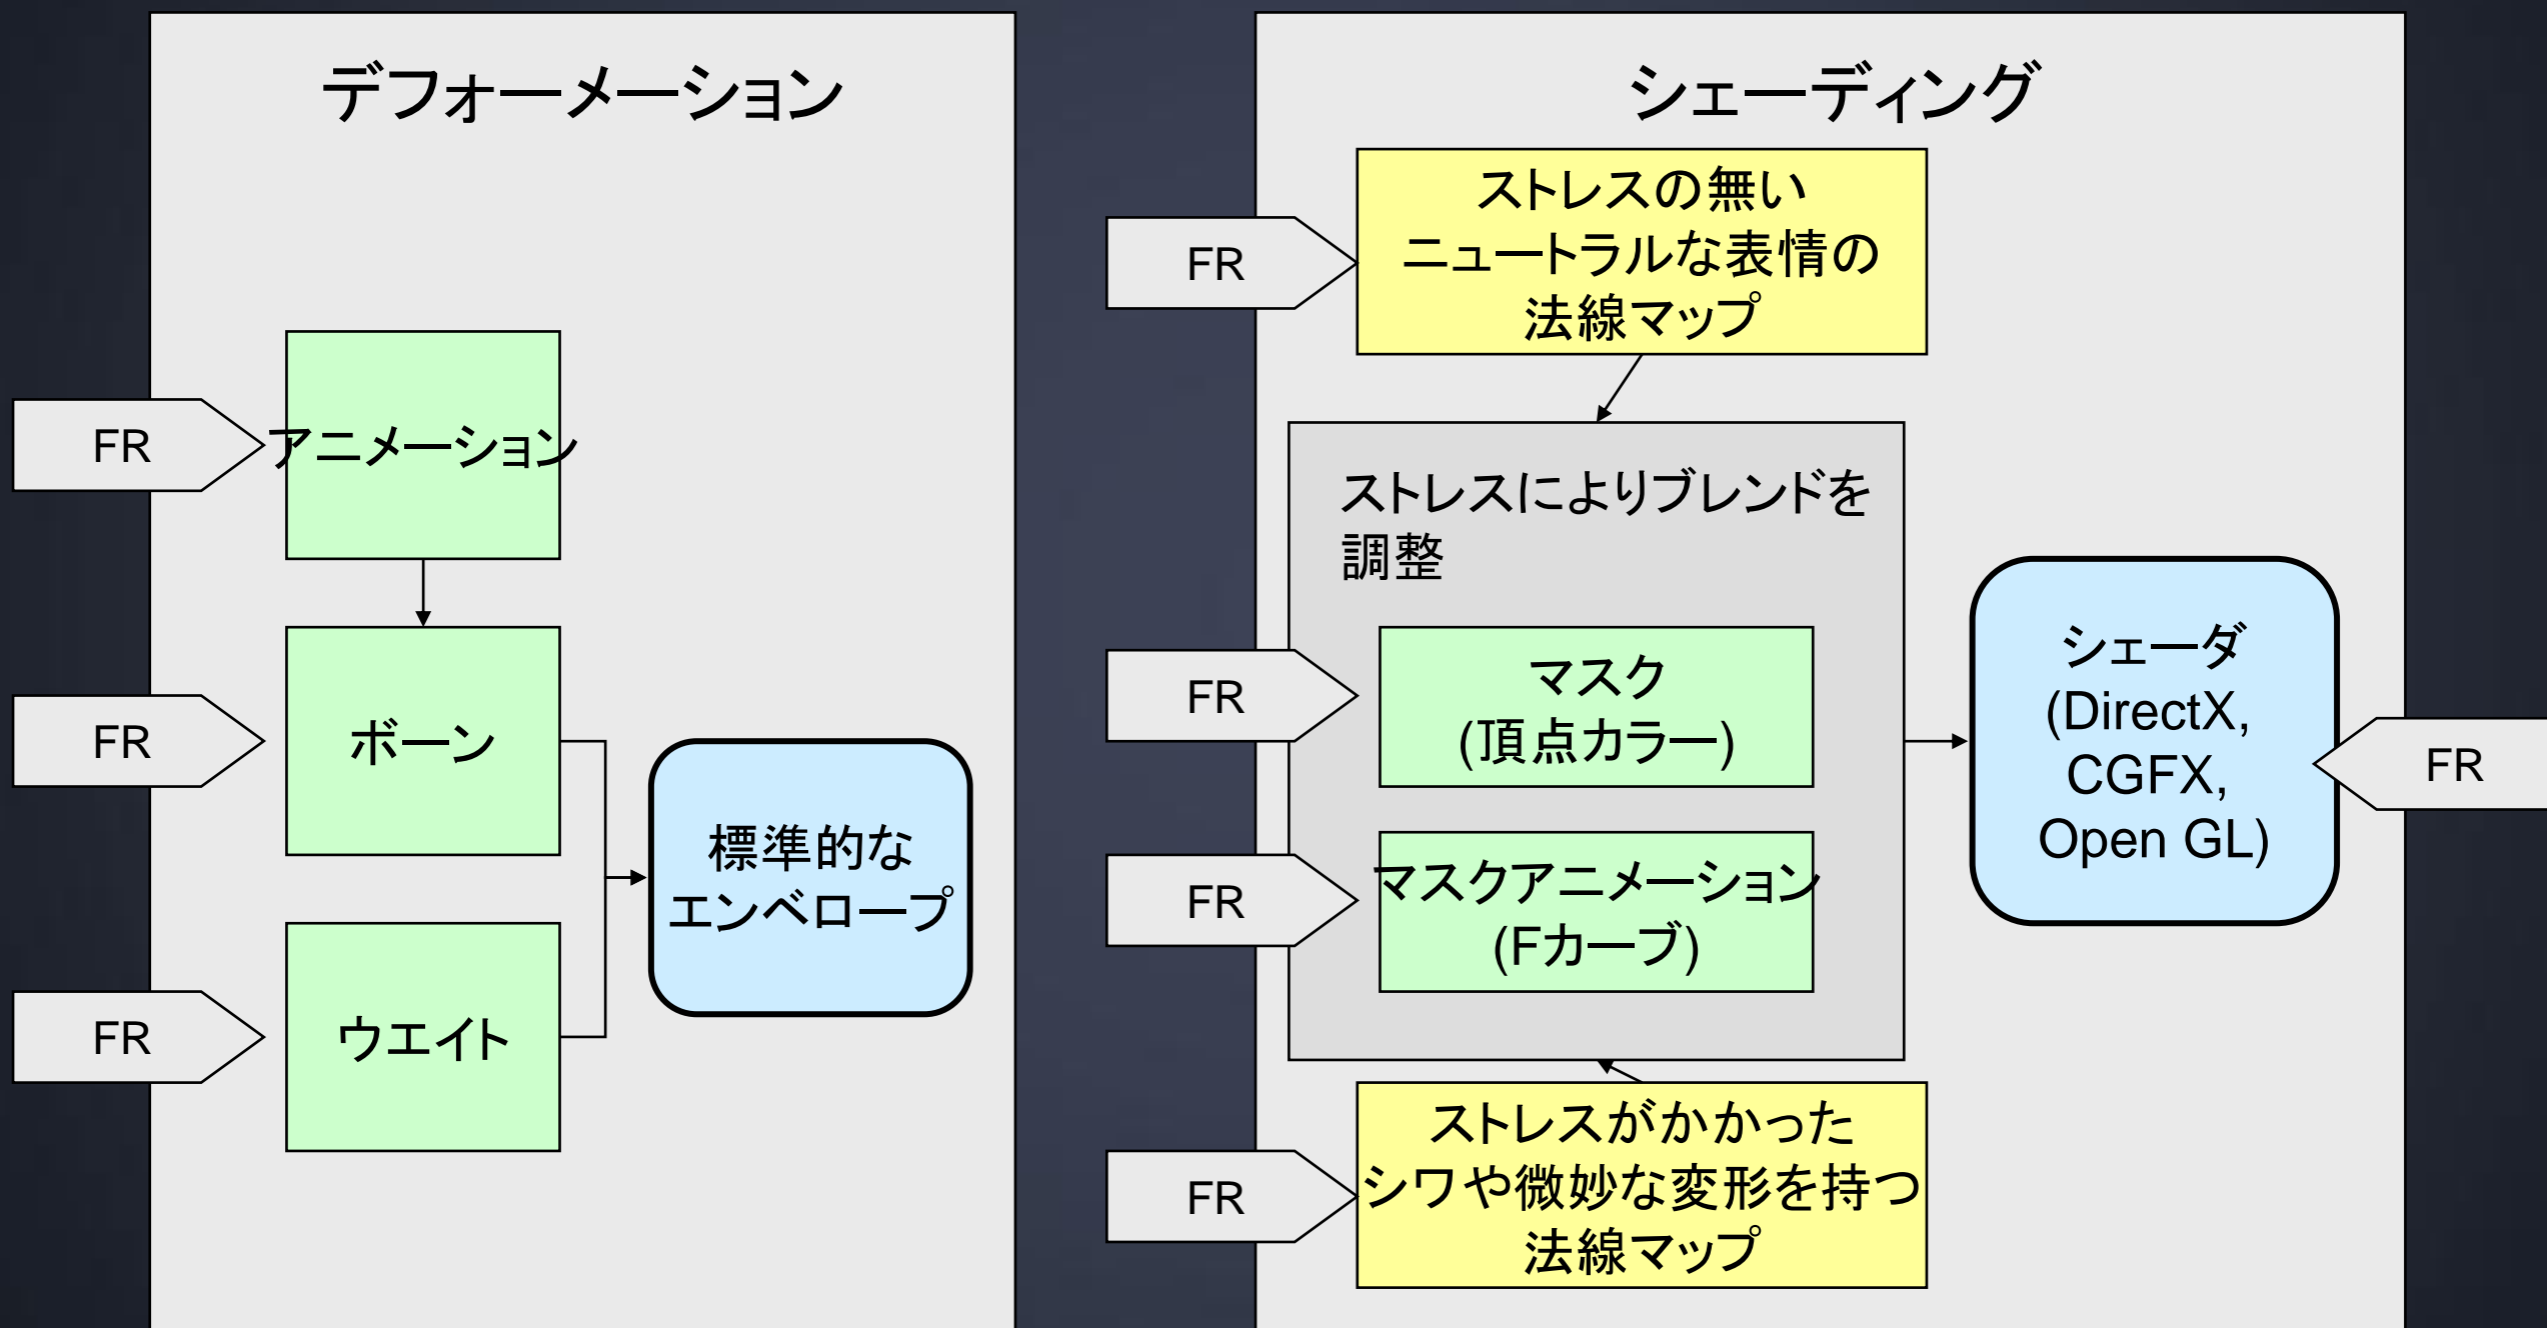 デフォーメーション
FR
アニメーション
FR
ボーン
FR
ウエイト
標準的な
エンベロープ
シェーディング
FR
ストレスの無い
ニュートラルな表情の
法線マップ
ストレスによりブレンドを
調整
FR
マスク
(頂点カラー)
FR
マスクアニメーション
(Fカーブ)
FR
ストレスがかかった
シワや微妙な変形を持つ
法線マップ
シェーダ
(DirectX,
CGFX,
Open GL)
FR